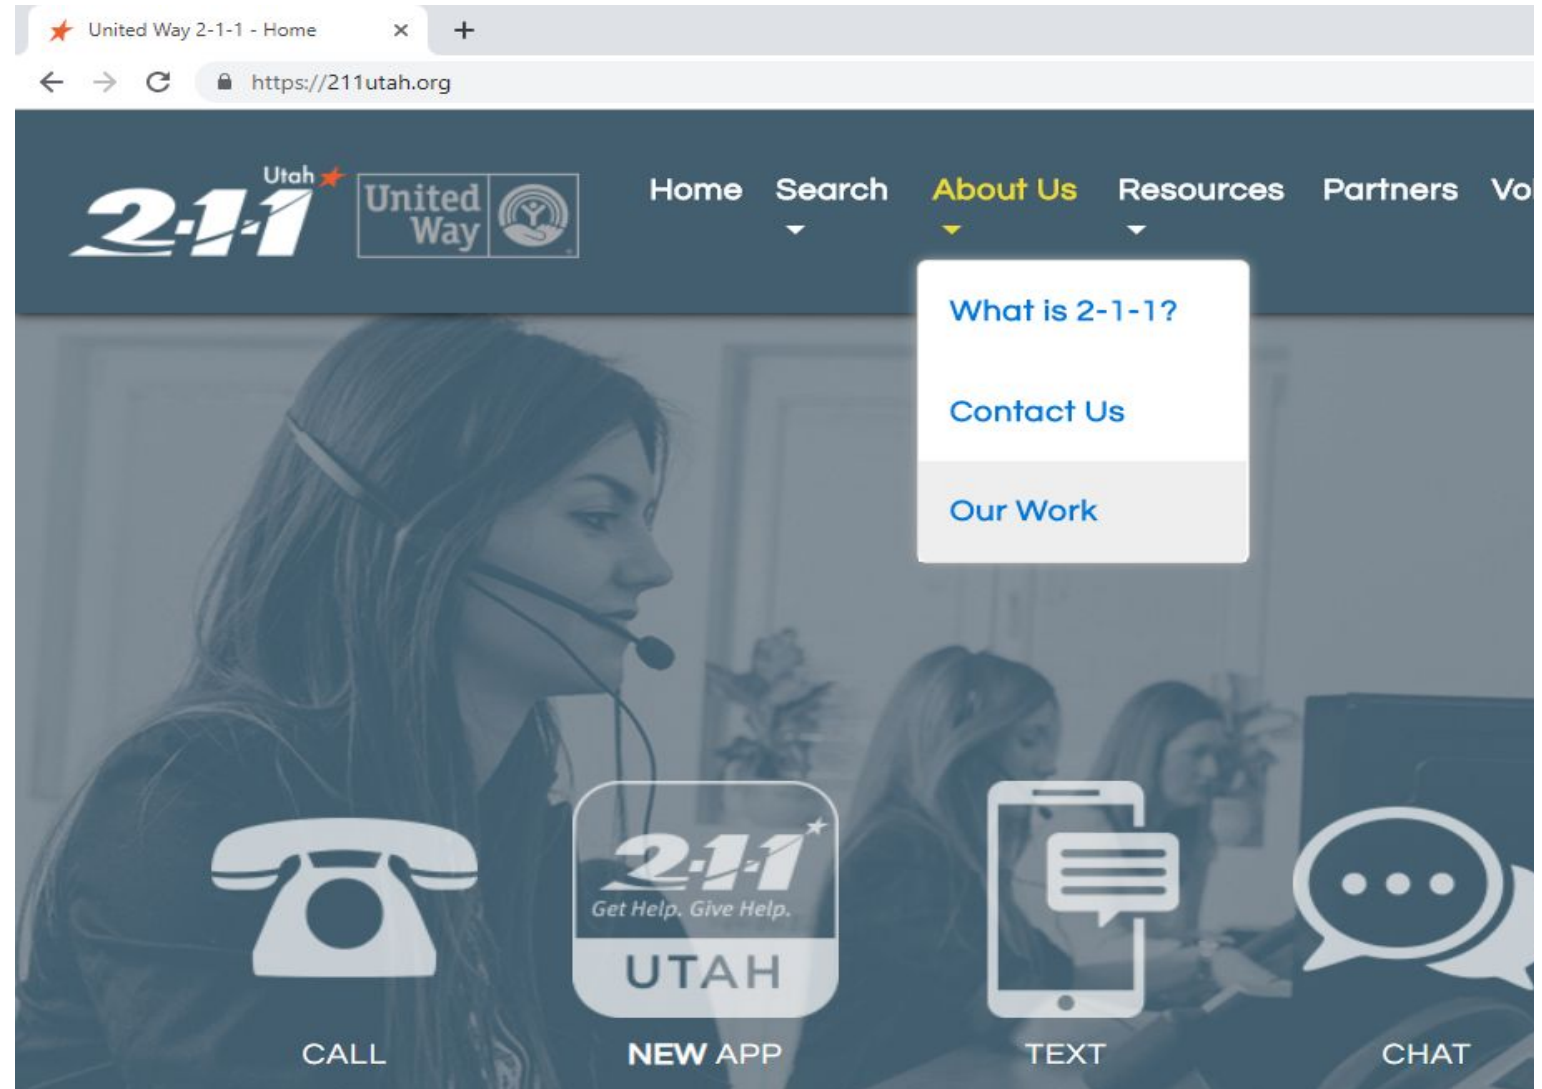 United Way 2-1-1 - Home
https://211utah.org
Utah
2-1-1
United
Way
Home Search About Us Resources Partners Vol
What is 2-1-1?
Contact Us
Our Work
2-1-1
Get Help. Give Help.
UTAH
CALL
NEW APP
TEXT
CHAT